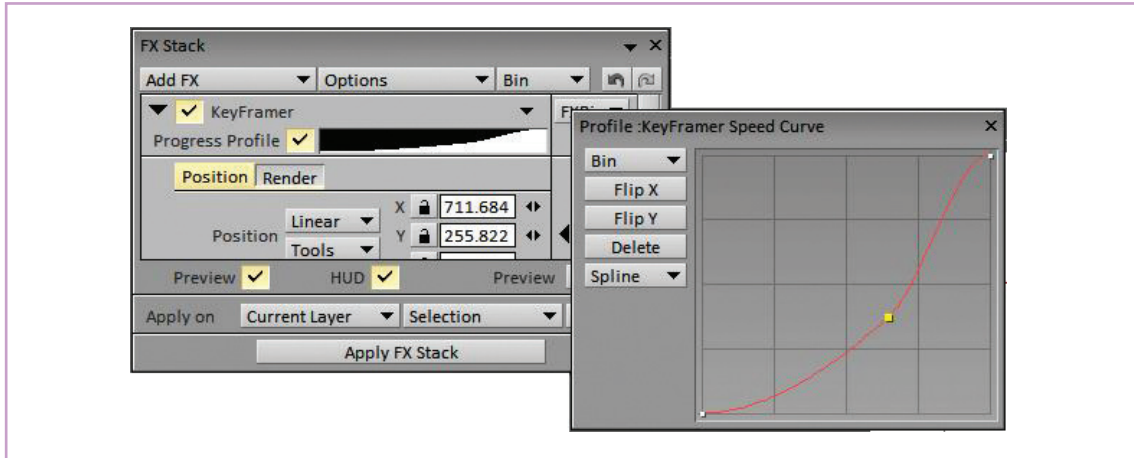 FX Stack
Add FX Options Bin
KeyFramer
Progress Profile
Position Render
X 711.684
Linear
Position Y 255.822
Tools
Preview HUD Preview
Apply on Current Layer Selection
Apply FX Stack
Profile :KeyFramer Speed Curve
Bin
Flip X
Flip Y
Delete
Spline